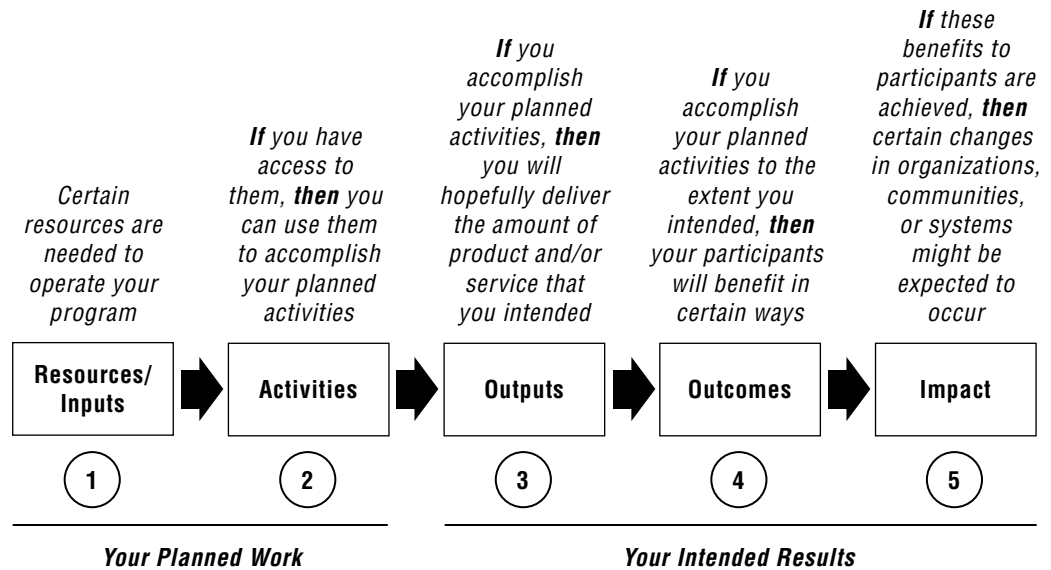 Certain
resources are
needed to
operate your
program
If you have
access to
them, then you
can use them
to accomplish
your planned
activities
If you
accomplish
your planned
activities, then
you will
hopefully deliver
the amount of
product and/or
service that
you intended
If you
accomplish
your planned
activities to the
extent you
intended, then
your participants
will benefit in
certain ways
If these
benefits to
participants are
achieved, then
certain changes
in organizations,
communities,
or systems
might be
expected to
occur
Resources/
Inputs
Activities
Outputs
Outcomes
Impact
1
2
3
4
5
Your Planned Work
Your Intended Results